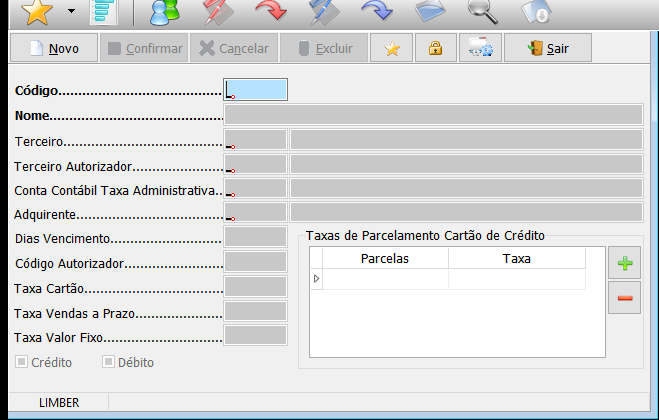 Novo Confirmar Cancelar Excluir Sair
Código
Nome
Terceiro
Terceiro Autorizador
Conta Contábil Taxa Administrativa
Adquirente
Dias Vencimento
Código Autorizador
Taxa Cartão
Taxa Vendas a Prazo
Taxa Valor Fixo
Crédito Débito
Taxas de Parcelamento Cartão de Crédito
Parcelas Taxa
LIMBER